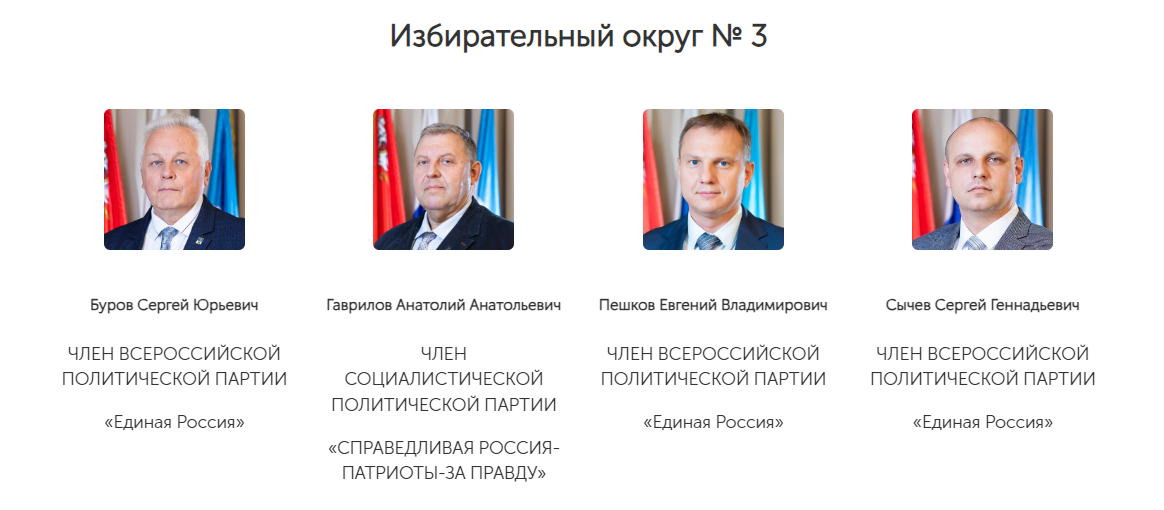 Избирательный округ № 3
Буров Сергей Юрьевич
Гаврилов Анатолий Анатольевич
Пешков Евгений Владимирович
Сычев Сергей Геннадьевич
ЧЛЕН ВСЕРОССИЙСКОЙ
ПОЛИТИЧЕСКОЙ ПАРТИИ
«Единая Россия»
ЧЛЕН
СОЦИАЛИСТИЧЕСКОЙ
ПОЛИТИЧЕСКОЙ ПАРТИИ
«СПРАВЕДЛИВАЯ РОССИЯ-
ПАТРИОТЫ-ЗА ПРАВДУ»
ЧЛЕН ВСЕРОССИЙСКОЙ
ПОЛИТИЧЕСКОЙ ПАРТИИ
«Единая Россия»
ЧЛЕН ВСЕРОССИЙСКОЙ
ПОЛИТИЧЕСКОЙ ПАРТИИ
«Единая Россия»